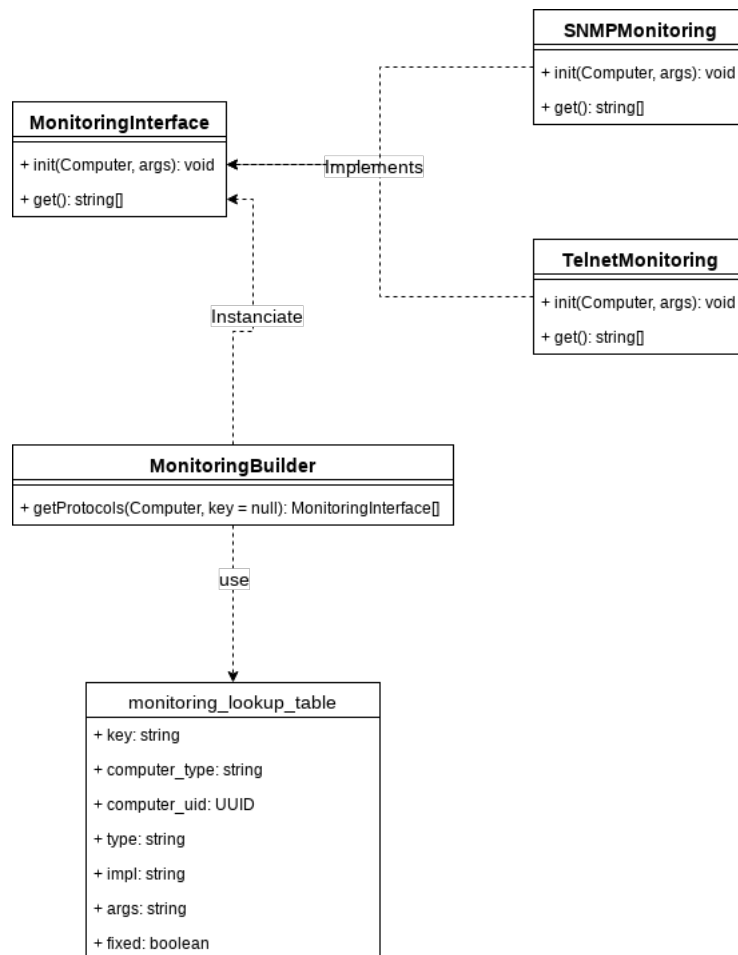 SNMPMonitoring
+ init(Computer, args): void
+ get(): string[]
MonitoringInterface
+ init(Computer, args): void
+ get(): string[]
Implements
TelnetMonitoring
+ init(Computer, args): void
+ get(): string[]
Instanciate
MonitoringBuilder
+ getProtocols(Computer, key = null): MonitoringInterface[]
use
monitoring_lookup_table
+ key: string
+ computer_type: string
+ computer_uid: UUID
+ type: string
+ impl: string
+ args: string
+ fixed: boolean